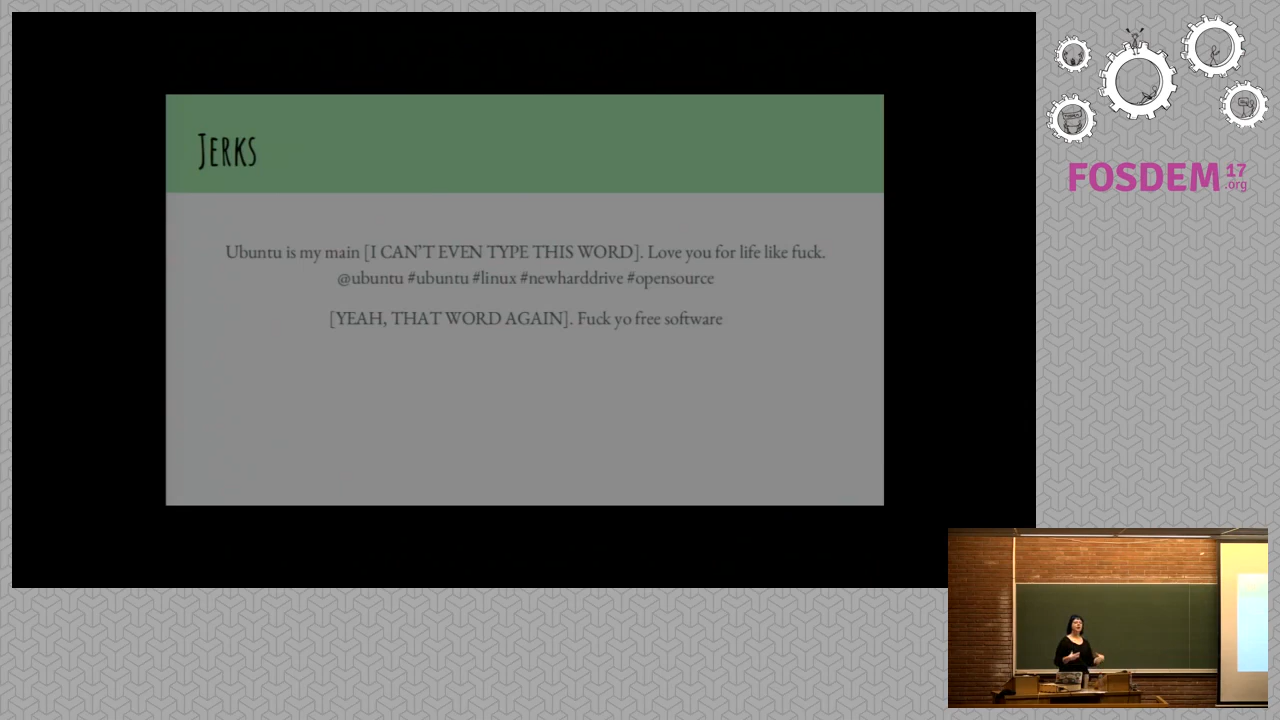 JERKS
Ubuntu is my main [I CAN'T EVEN TYPE THIS WORD]. Love you for life like fuck.
@ubuntu #ubuntu #linux #newharddrive #opensource
[YEAH, THAT WORD AGAIN]. Fuck yo free software
FOSDEM 17
.org